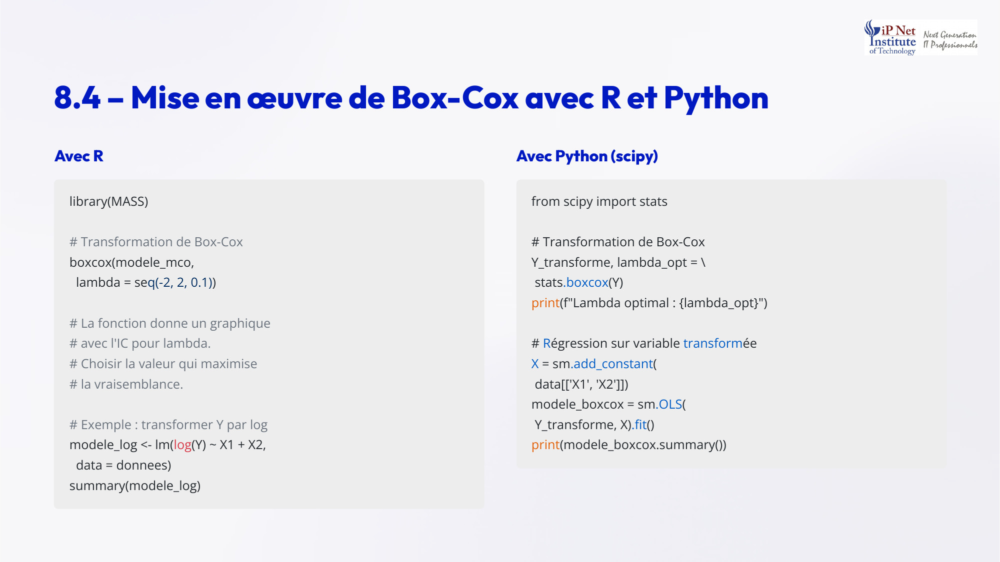 iP Net
Institute
of Technology
Next Generation
IT Professionnels
8.4 – Mise en œuvre de Box-Cox avec R et Python
Avec R
library(MASS)
# Transformation de Box-Cox
boxcox(modele_mco,
  lambda = seq(-2, 2, 0.1))
# La fonction donne un graphique
# avec l'IC pour lambda.
# Choisir la valeur qui maximise
# la vraisemblance.
# Exemple : transformer Y par log
modele_log <- lm(log(Y) ~ X1 + X2,
  data = donnees)
summary(modele_log)
Avec Python (scipy)
from scipy import stats
# Transformation de Box-Cox
Y_transforme, lambda_opt = \
 stats.boxcox(Y)
print(f"Lambda optimal : {lambda_opt}")
# Régression sur variable transformée
X = sm.add_constant(
 data[['X1', 'X2']])
modele_boxcox = sm.OLS(
 Y_transforme, X).fit()
print(modele_boxcox.summary())